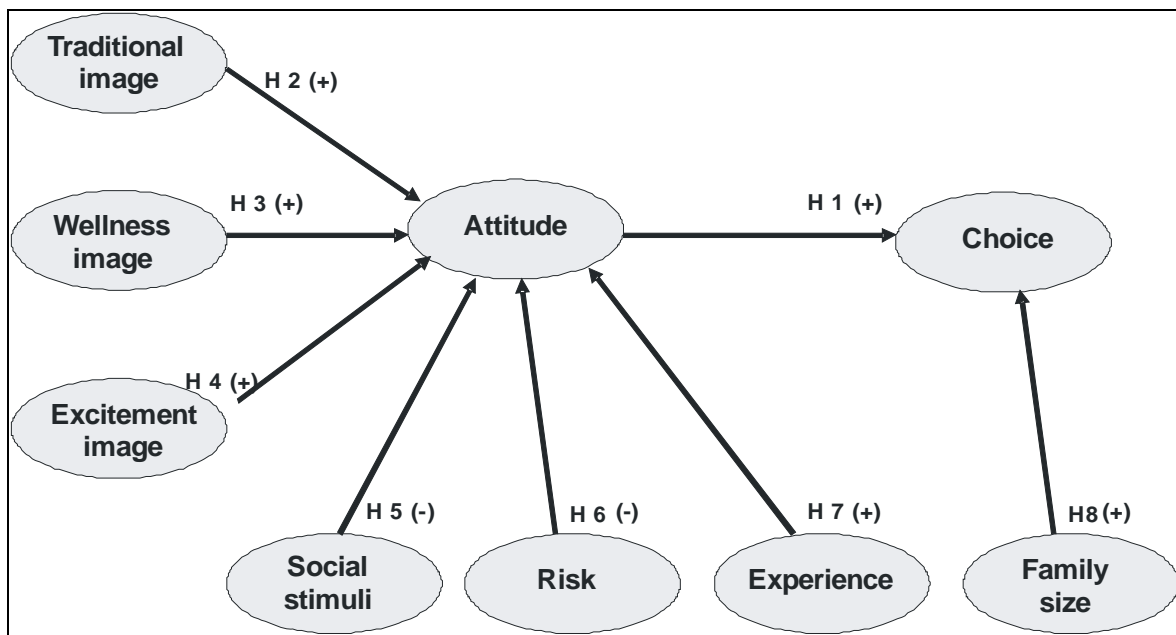 Traditional
image
H 2 (+)
H 3 (+)
H 1 (+)
Wellness
image
Attitude
Choice
H 4 (+)
Excitement
image
H 5 (-)
H 6 (-)
H 7 (+)
H8 (+)
Social
stimuli
Risk
Experience
Family
size